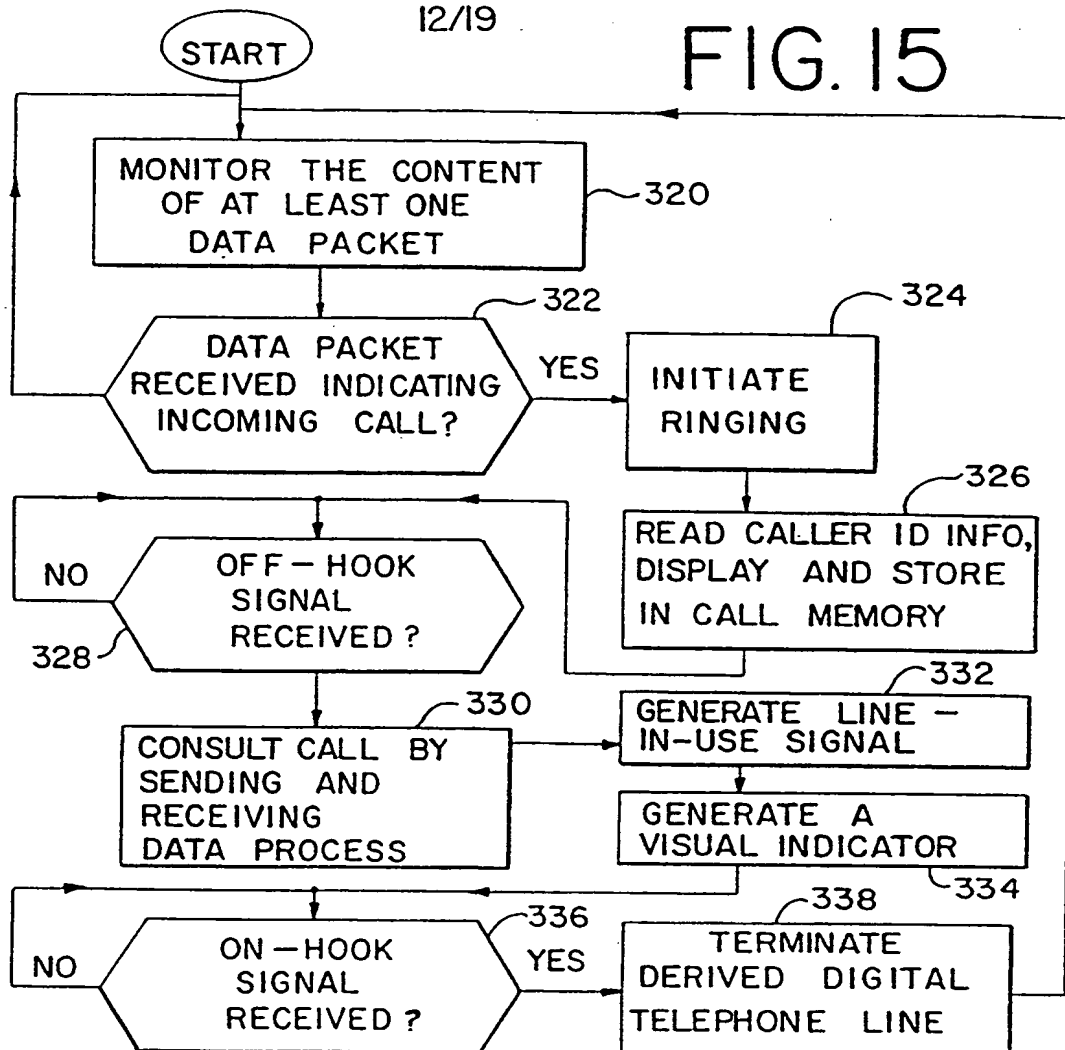 12/19
FIG. 15
START
MONITOR THE CONTENT
OF AT LEAST ONE
DATA PACKET
320
322
DATA PACKET
RECEIVED INDICATING
INCOMING CALL?
YES
324
INITIATE
RINGING
326
READ CALLER ID INFO,
DISPLAY AND STORE
IN CALL MEMORY
NO
OFF-HOOK
SIGNAL
RECEIVED?
328
330
CONSULT CALL BY
SENDING AND
RECEIVING
DATA PROCESS
332
GENERATE LINE-
IN-USE SIGNAL
GENERATE A
VISUAL INDICATOR
334
336
NO
ON-HOOK
SIGNAL
RECEIVED?
YES
338
TERMINATE
DERIVED DIGITAL
TELEPHONE LINE